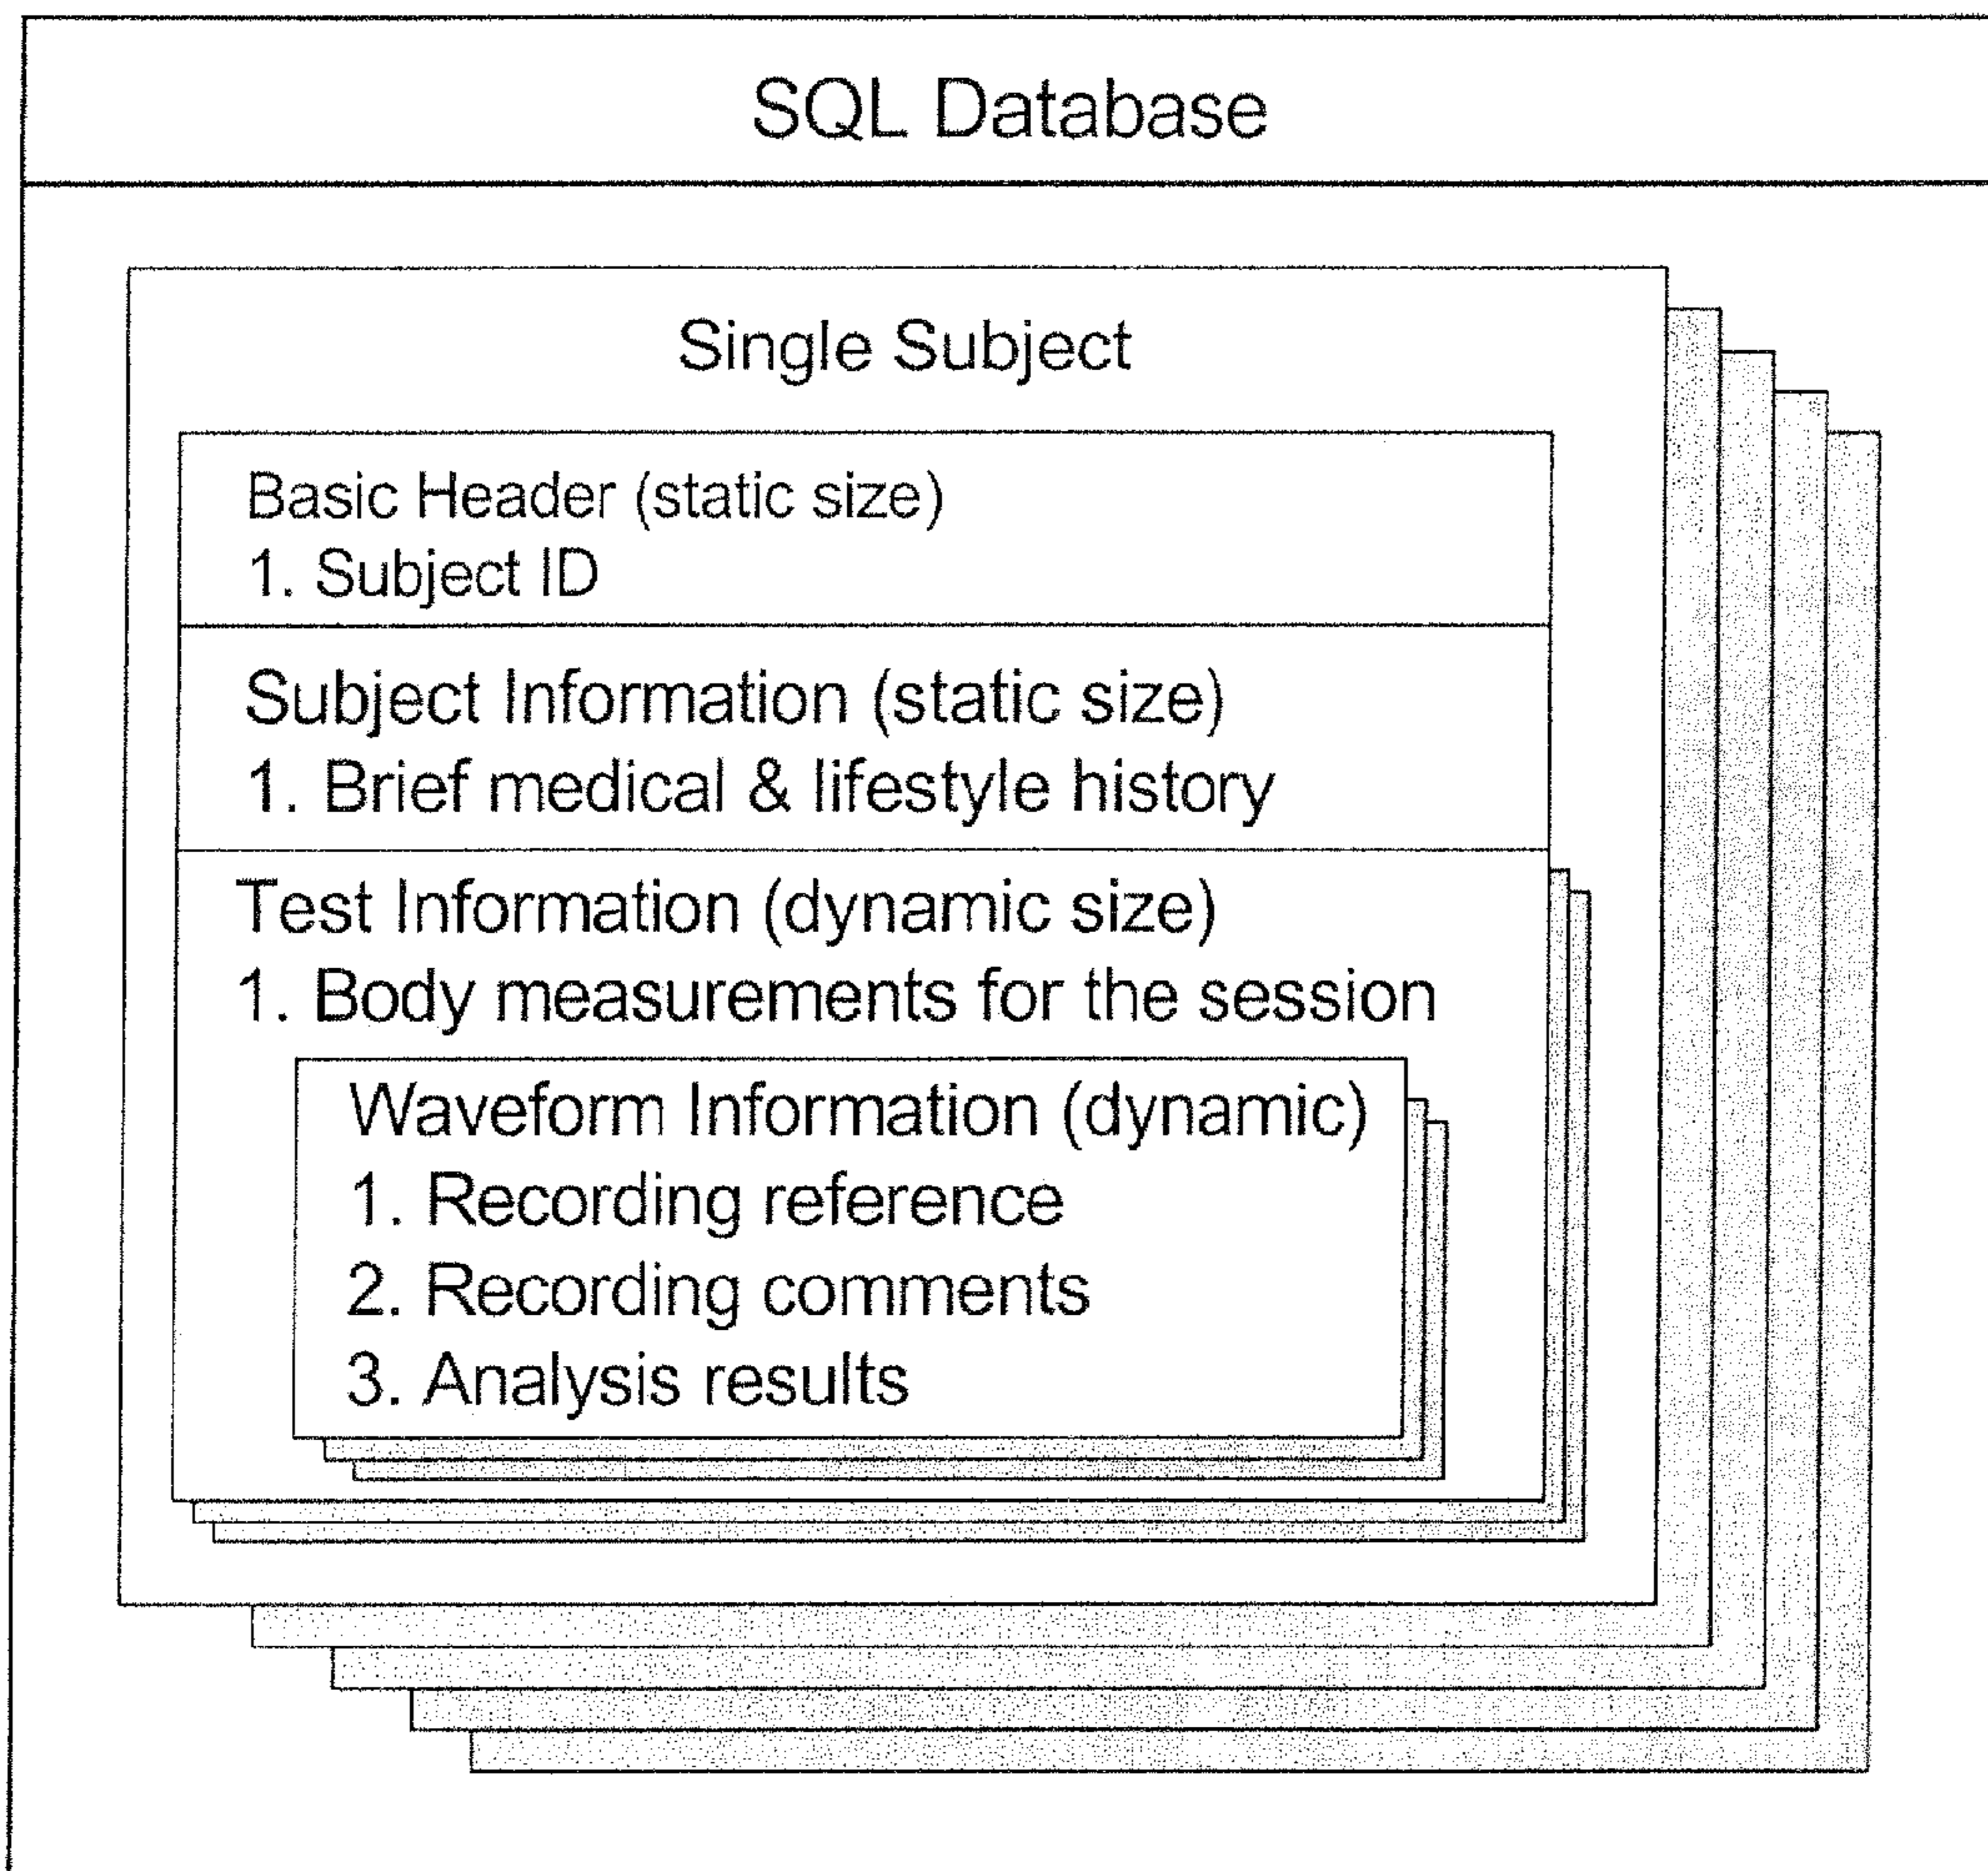 SQL Database
Single Subject
Basic Header (static size)
1. Subject ID
Subject Information (static size)
1. Brief medical & lifestyle history
Test Information (dynamic size)
1. Body measurements for the session
Waveform Information (dynamic)
1. Recording reference
2. Recording comments
3. Analysis results